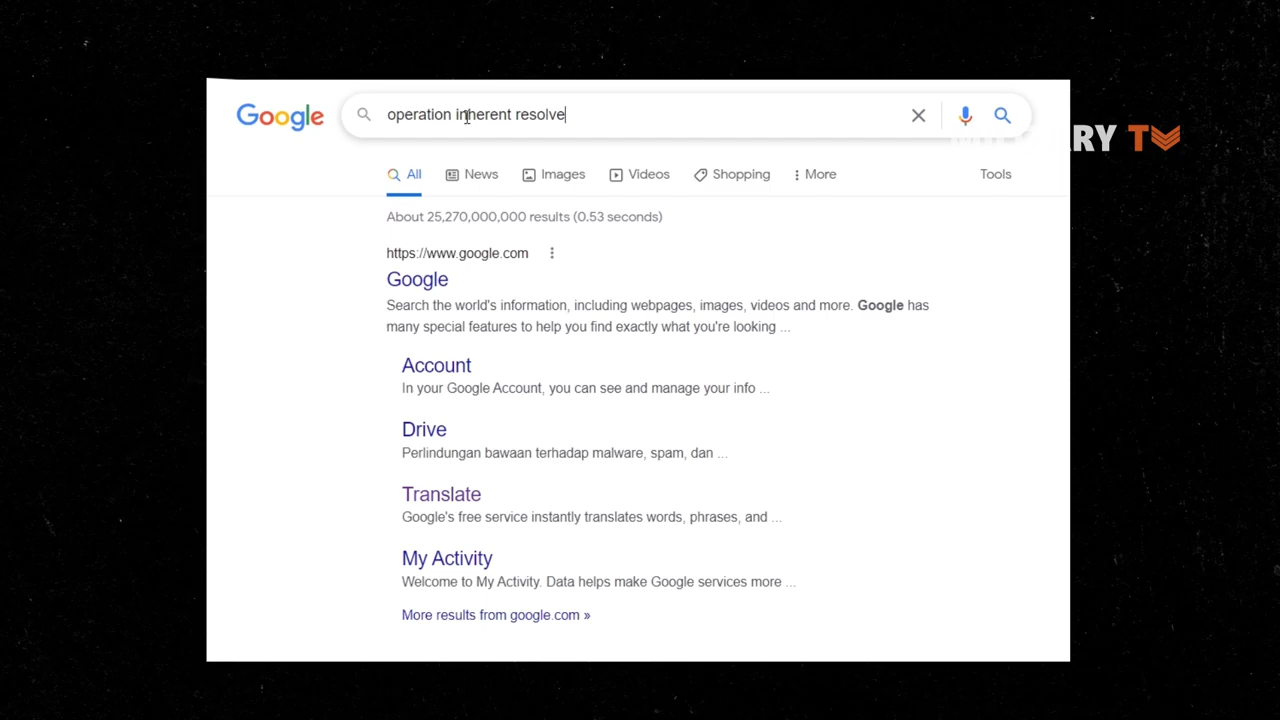 Google
operation inherent resolve
RY T
All News Images Videos Shopping More Tools
About 25,270,000,000 results (0.53 seconds)
https://www.google.com
Google
Search the world's information, including webpages, images, videos and more. Google has
many special features to help you find exactly what you're looking ...
Account
In your Google Account, you can see and manage your info ...
Drive
Perlindungan bawaan terhadap malware, spam, dan ...
Translate
Google's free service instantly translates words, phrases, and ...
My Activity
Welcome to My Activity. Data helps make Google services more ...
More results from google.com »